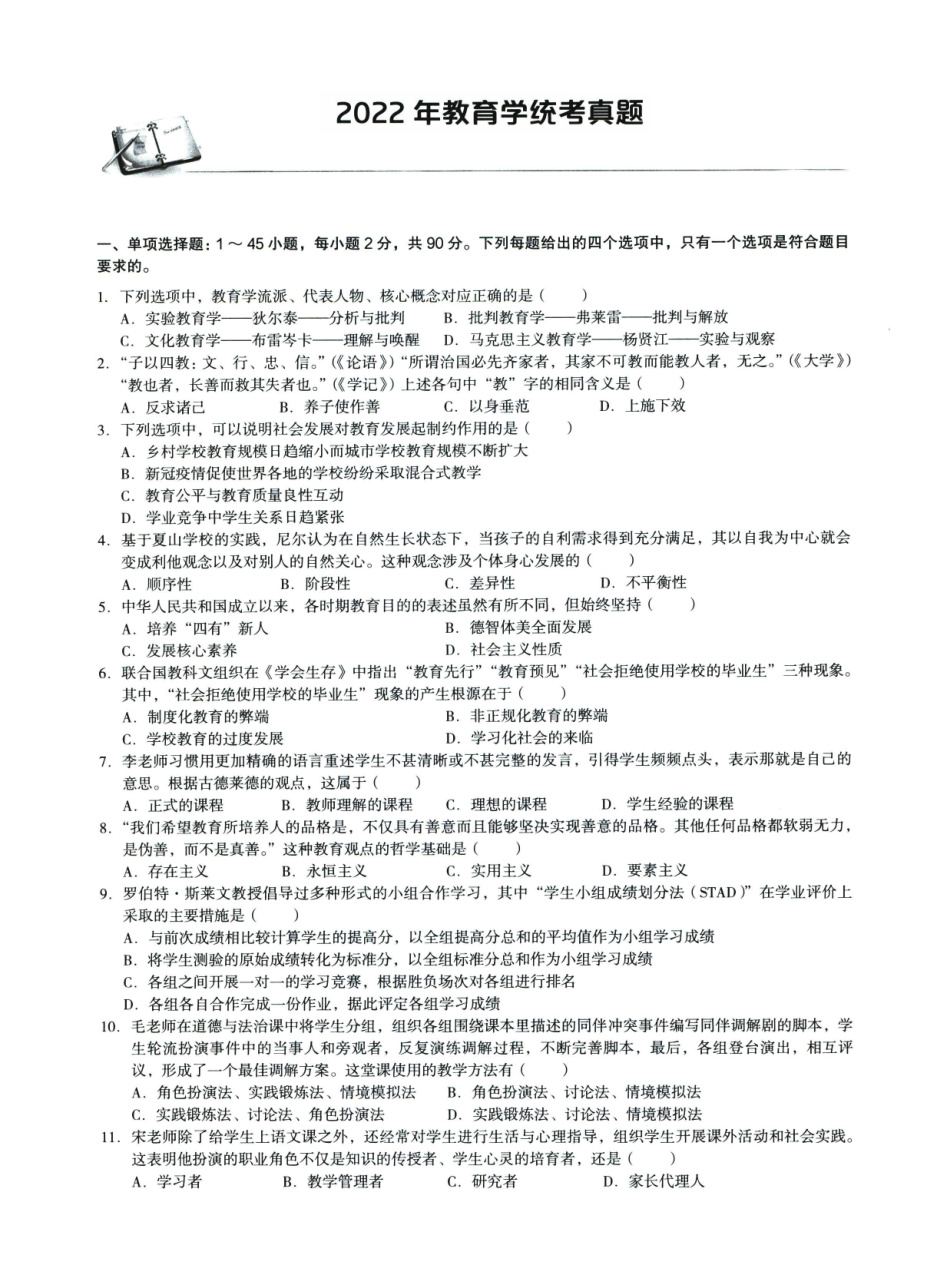 2022 年教育学统考真题
一、单项选择题：1～45 小题，每小题 2 分，共 90 分。下列每题给出的四个选项中，只有一个选项是符合题目
要求的。
1. 下列选项中，教育学流派、代表人物、核心概念对应正确的是（　　）
A. 实验教育学——狄尔泰——分析与批判　B. 批判教育学——弗莱雷——批判与解放
C. 文化教育学——布雷岑卡——理解与唤醒　D. 马克思主义教育学——杨贤江——实验与观察
2. “子以四教：文、行、忠、信。”（《论语》）“所谓治国必先齐家者，其家不可教而能教人者，无之。”（《大学》）
“教也者，长善而救其失者也。”（《学记》）上述各句中“教”字的相同含义是（　　）
A. 反求诸己　B. 养子使作善　C. 以身垂范　D. 上施下效
3. 下列选项中，可以说明社会发展对教育发展起制约作用的是（　　）
A. 乡村学校教育规模日趋缩小而城市学校教育规模不断扩大
B. 新冠疫情促使世界各地的学校纷纷采取混合式教学
C. 教育公平与教育质量良性互动
D. 学业竞争中学生关系日趋紧张
4. 基于夏山学校的实践，尼尔认为在自然生长状态下，当孩子的自利需求得到充分满足，其以自我为中心就会
变成利他观念以及对别人的自然关心。这种观念涉及个体身心发展的（　　）
A. 顺序性　B. 阶段性　C. 差异性　D. 不平衡性
5. 中华人民共和国成立以来，各时期教育目的的表述虽然有所不同，但始终坚持（　　）
A. 培养“四有”新人　B. 德智体美全面发展
C. 发展核心素养　D. 社会主义性质
6. 联合国教科文组织在《学会生存》中指出“教育先行”“教育预见”“社会拒绝使用学校的毕业生”三种现象。
其中，“社会拒绝使用学校的毕业生”现象的产生根源在于（　　）
A. 制度化教育的弊端　B. 非正规化教育的弊端
C. 学校教育的过度发展　D. 学习化社会的来临
7. 李老师习惯用更加精确的语言重述学生不甚清晰或不甚完整的发言，引得学生频频点头，表示那就是自己的
意思。根据古德莱德的观点，这属于（　　）
A. 正式的课程　B. 教师理解的课程　C. 理想的课程　D. 学生经验的课程
8. “我们希望教育所培养人的品格是，不仅具有善意而且能够坚决实现善意的品格。其他任何品格都软弱无力，
是伪善，而不是真善。”这种教育观点的哲学基础是（　　）
A. 存在主义　B. 永恒主义　C. 实用主义　D. 要素主义
9. 罗伯特·斯莱文教授倡导过多种形式的小组合作学习，其中“学生小组成绩划分法（STAD）”在学业评价上
采取的主要措施是（　　）
A. 与前次成绩相比较计算学生的提高分，以全组提高分总和的平均值作为小组学习成绩
B. 将学生测验的原始成绩转化为标准分，以全组标准分总和作为小组学习成绩
C. 各组之间开展一对一的学习竞赛，根据胜负场次对各组进行排名
D. 各组各自合作完成一份作业，据此评定各组学习成绩
10. 毛老师在道德与法治课中将学生分组，组织各组围绕课本里描述的同伴冲突事件编写同伴调解剧的脚本，学
生轮流扮演事件中的当事人和旁观者，反复演练调解过程，不断完善脚本，最后，各组登台演出，相互评
议，形成了一个最佳调解方案。这堂课使用的教学方法有（　　）
A. 角色扮演法、实践锻炼法、情境模拟法　B. 角色扮演法、讨论法、情境模拟法
C. 实践锻炼法、讨论法、角色扮演法　D. 实践锻炼法、讨论法、情境模拟法
11. 宋老师除了给学生上语文课之外，还经常对学生进行生活与心理指导，组织学生开展课外活动和社会实践。
这表明他扮演的职业角色不仅是知识的传授者、学生心灵的培育者，还是（　　）
A. 学习者　B. 教学管理者　C. 研究者　D. 家长代理人